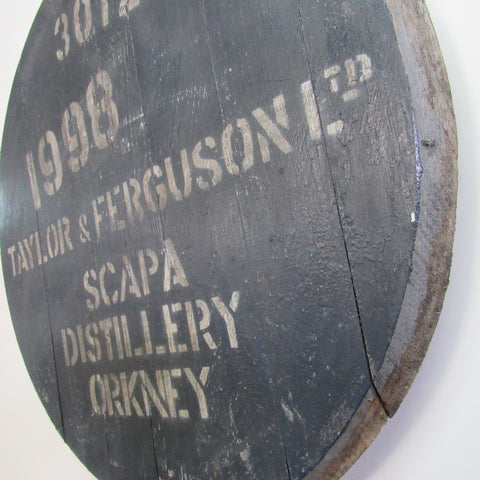 3012
1998
TAYLOR & FERGUSON LTD
SCAPA
DISTILLERY
ORKNEY